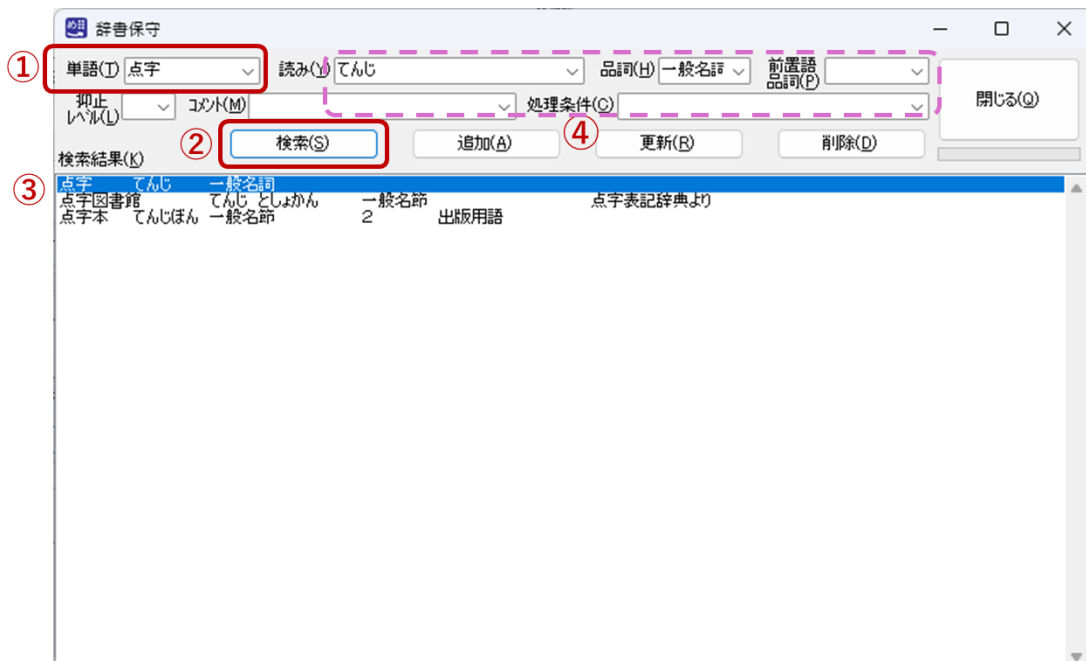 め 辞書保守
① 単語(T) 点字 読み(Y) てんじ 品詞(H) 一般名詞 前置語品詞(P)
抑止レベル(L) コメント(M) 処理条件(C) 閉じる(Q)
② 検索(S) 追加(A) ④ 更新(R) 削除(D)
検索結果(K)
③ 点字 てんじ 一般名詞
点字図書館 てんじ としょかん 一般名節 点字表記辞典より
点字本 てんじぼん 一般名節 2 出版用語